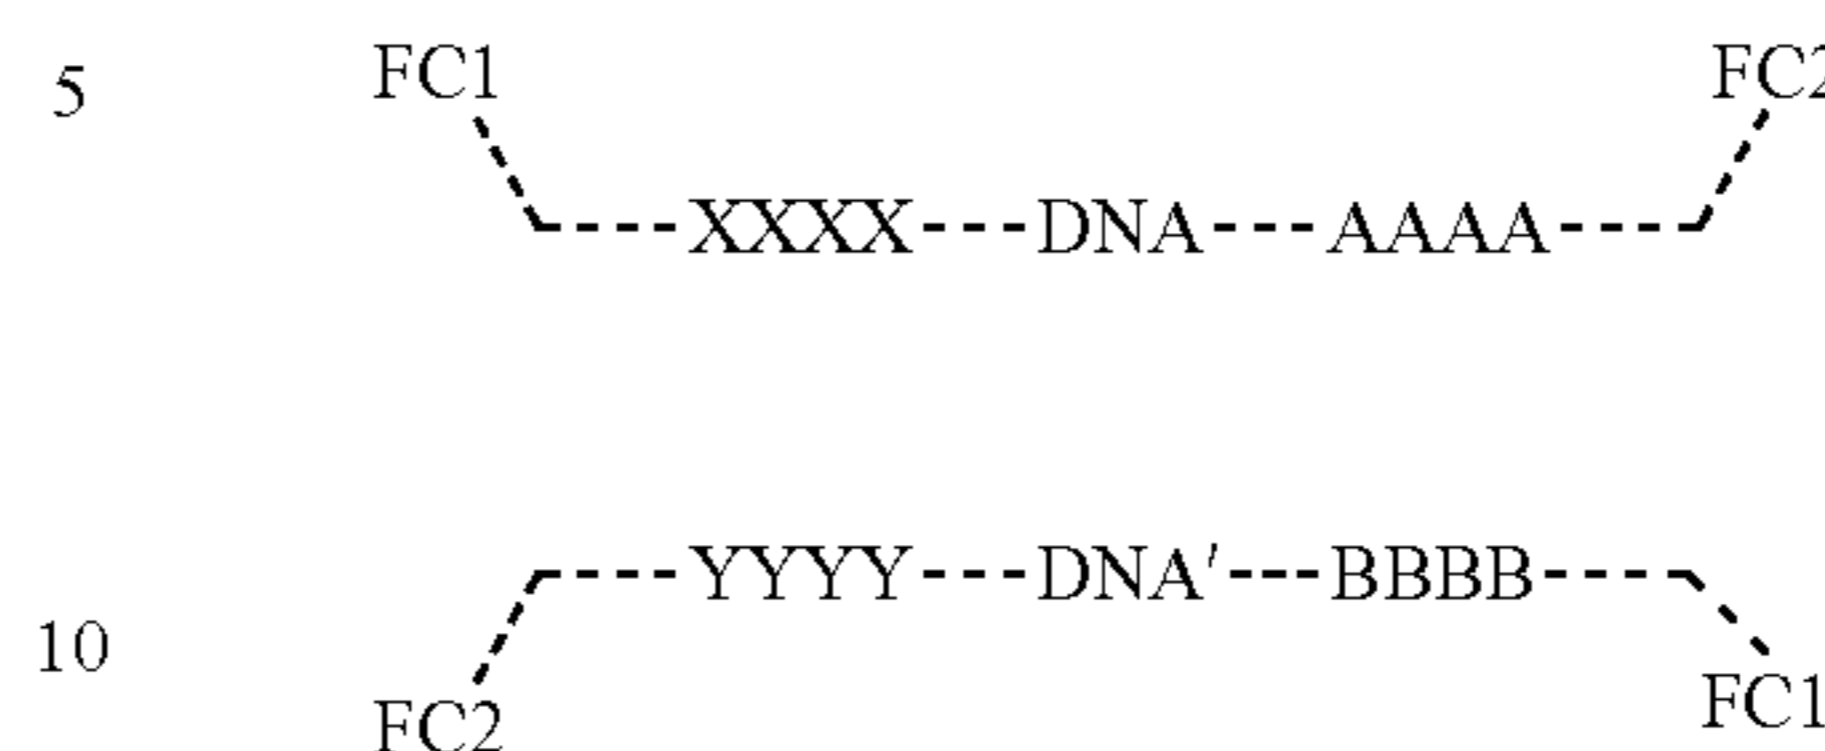 5 FC1 FC2
XXXX---DNA---AAAA
YYYY---DNA'---BBBB
10
FC2 FC1